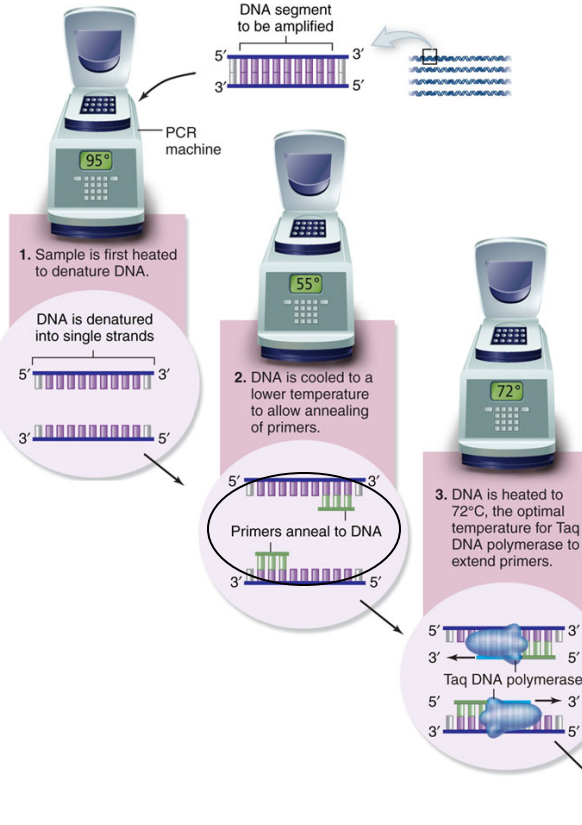 DNA segment
to be amplified
5′ 3′
3′ 5′
PCR
machine
95°
1. Sample is first heated
to denature DNA.
DNA is denatured
into single strands
5′ 3′
3′ 5′
55°
2. DNA is cooled to a
lower temperature
to allow annealing
of primers.
5′ 3′
Primers anneal to DNA
3′ 5′
72°
3. DNA is heated to
72°C, the optimal
temperature for Taq
DNA polymerase to
extend primers.
5′ 3′
3′ 5′
Taq DNA polymerase
5′ 3′
3′ 5′